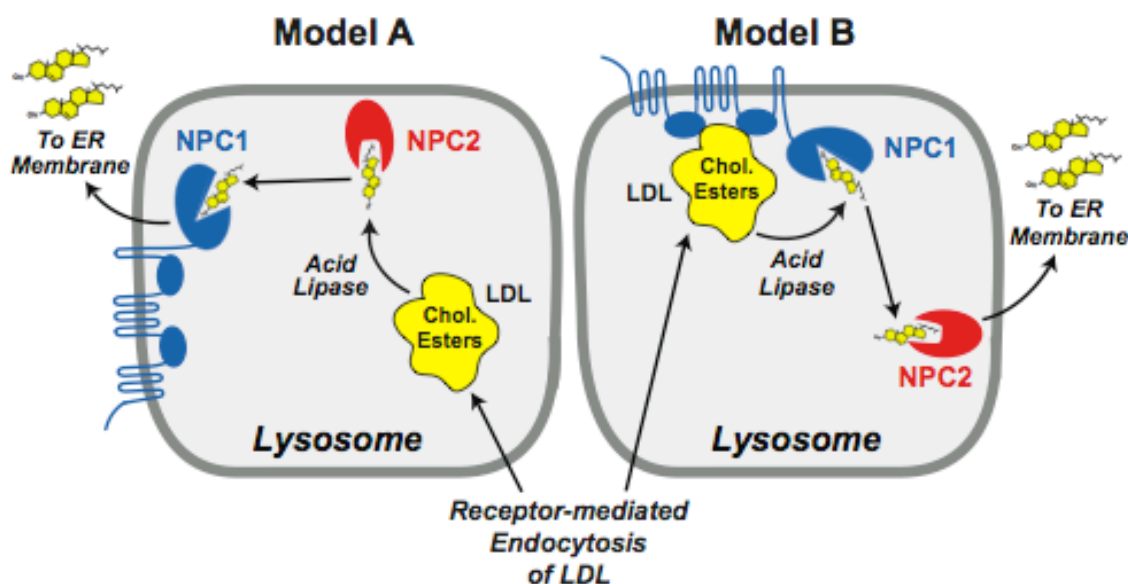 Model A
To ER
Membrane
NPC1
NPC2
Acid
Lipase
LDL
Chol.
Esters
Lysosome
Model B
NPC1
LDL
Chol.
Esters
Acid
Lipase
To ER
Membrane
NPC2
Lysosome
Receptor-mediated
Endocytosis
of LDL